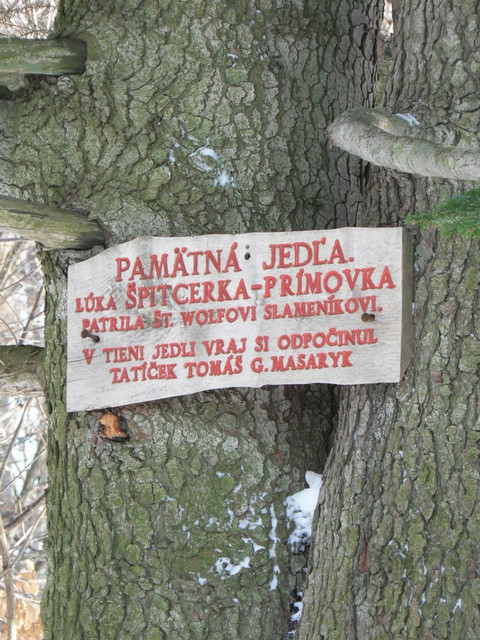 PAMÄTNÁ JEDĽA.
LÚKA ŠPITCERKA-PRÍMOVKA
PATRILA ŠT. WOLFOVI SLAMENÍKOVI.
V TIENI JEDLI VRAJ SI ODPOČINUL
TATÍČEK TOMÁŠ G. MASARYK